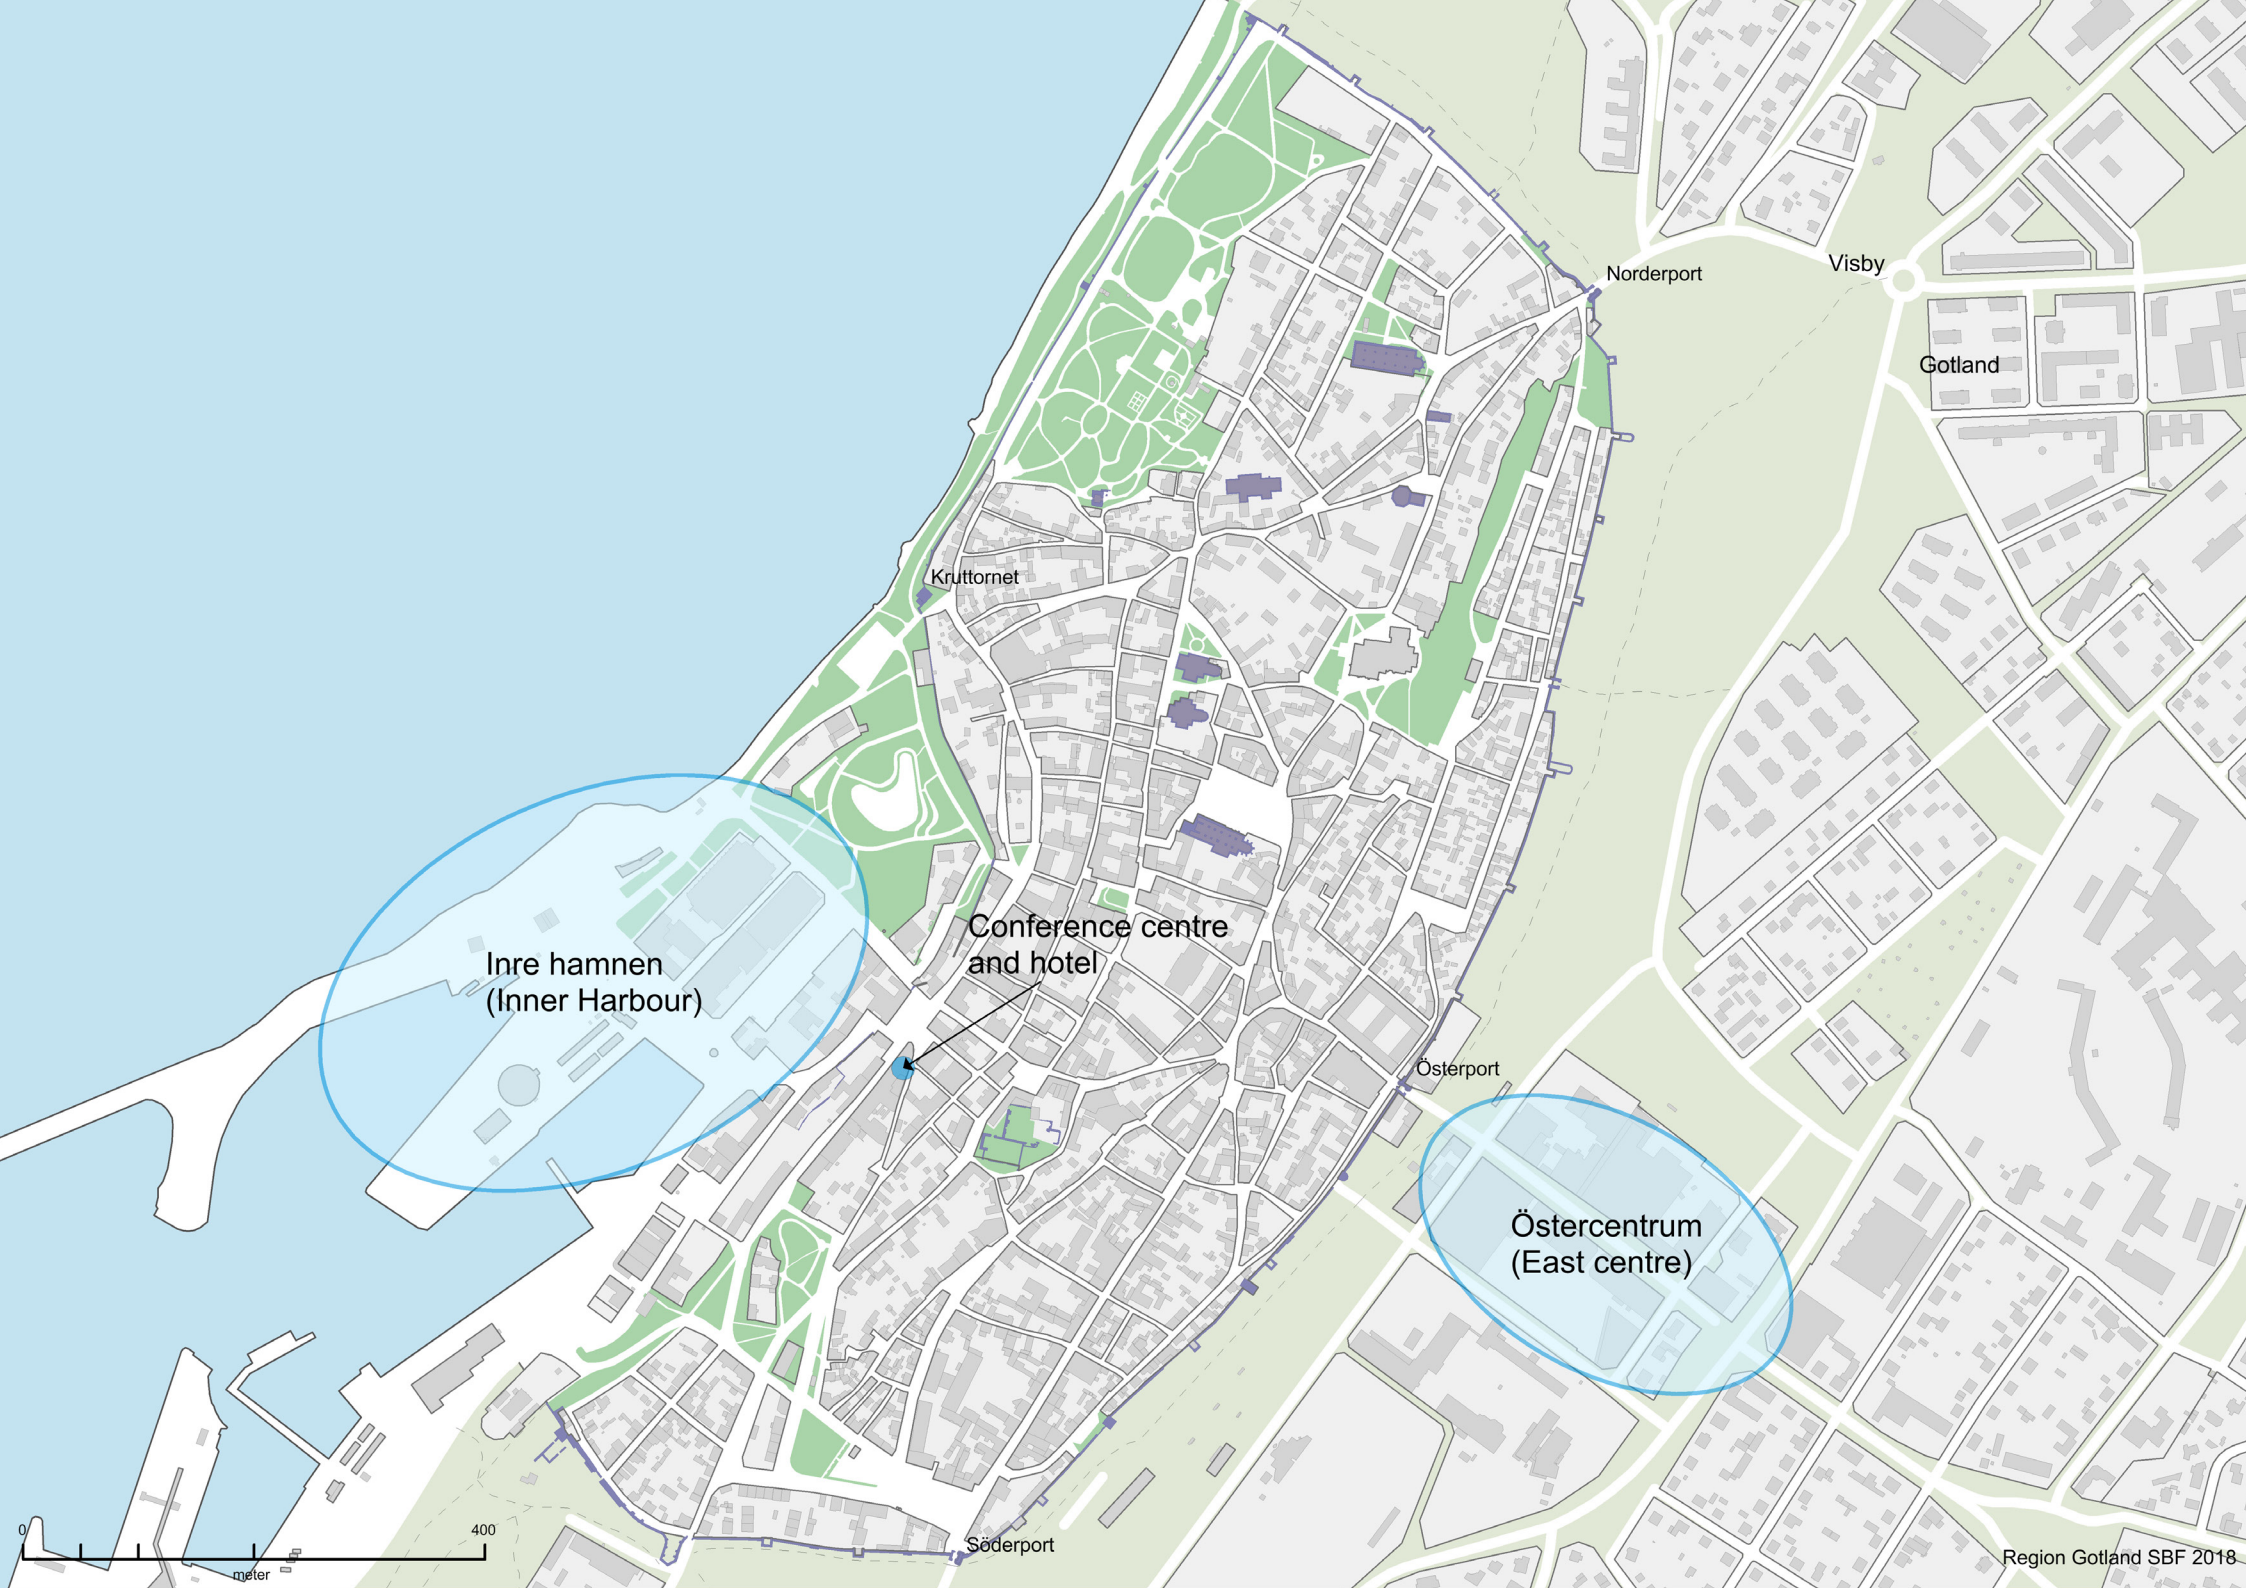 Norderport
Visby
Gotland
Kruttornet
Conference centre
and hotel
Inre hamnen
(Inner Harbour)
Österport
Östercentrum
(East centre)
Söderport
0
400
meter
Region Gotland SBF 2018